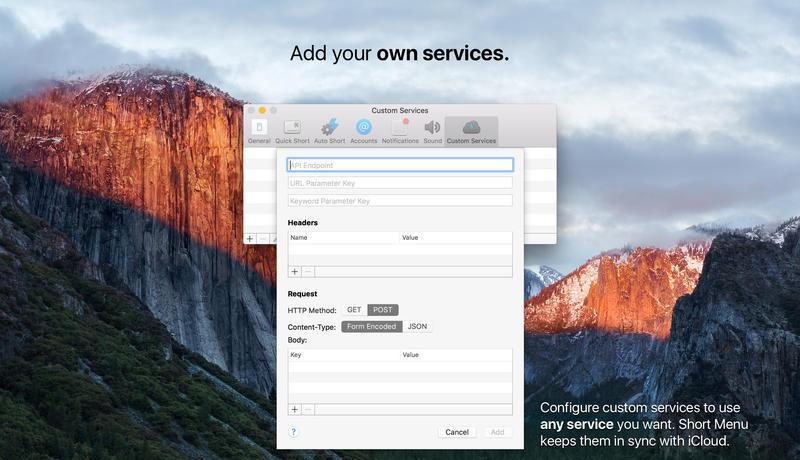 Add your own services.
Custom Services
General Quick Short Auto Short Accounts Notifications Sound Custom Services
API Endpoint
URL Parameter Key
Keyword Parameter Key
Headers
Name Value
Request
HTTP Method: GET POST
Content-Type: Form Encoded JSON
Body:
Key Value
? Cancel Add
Configure custom services to use
any service you want. Short Menu
keeps them in sync with iCloud.